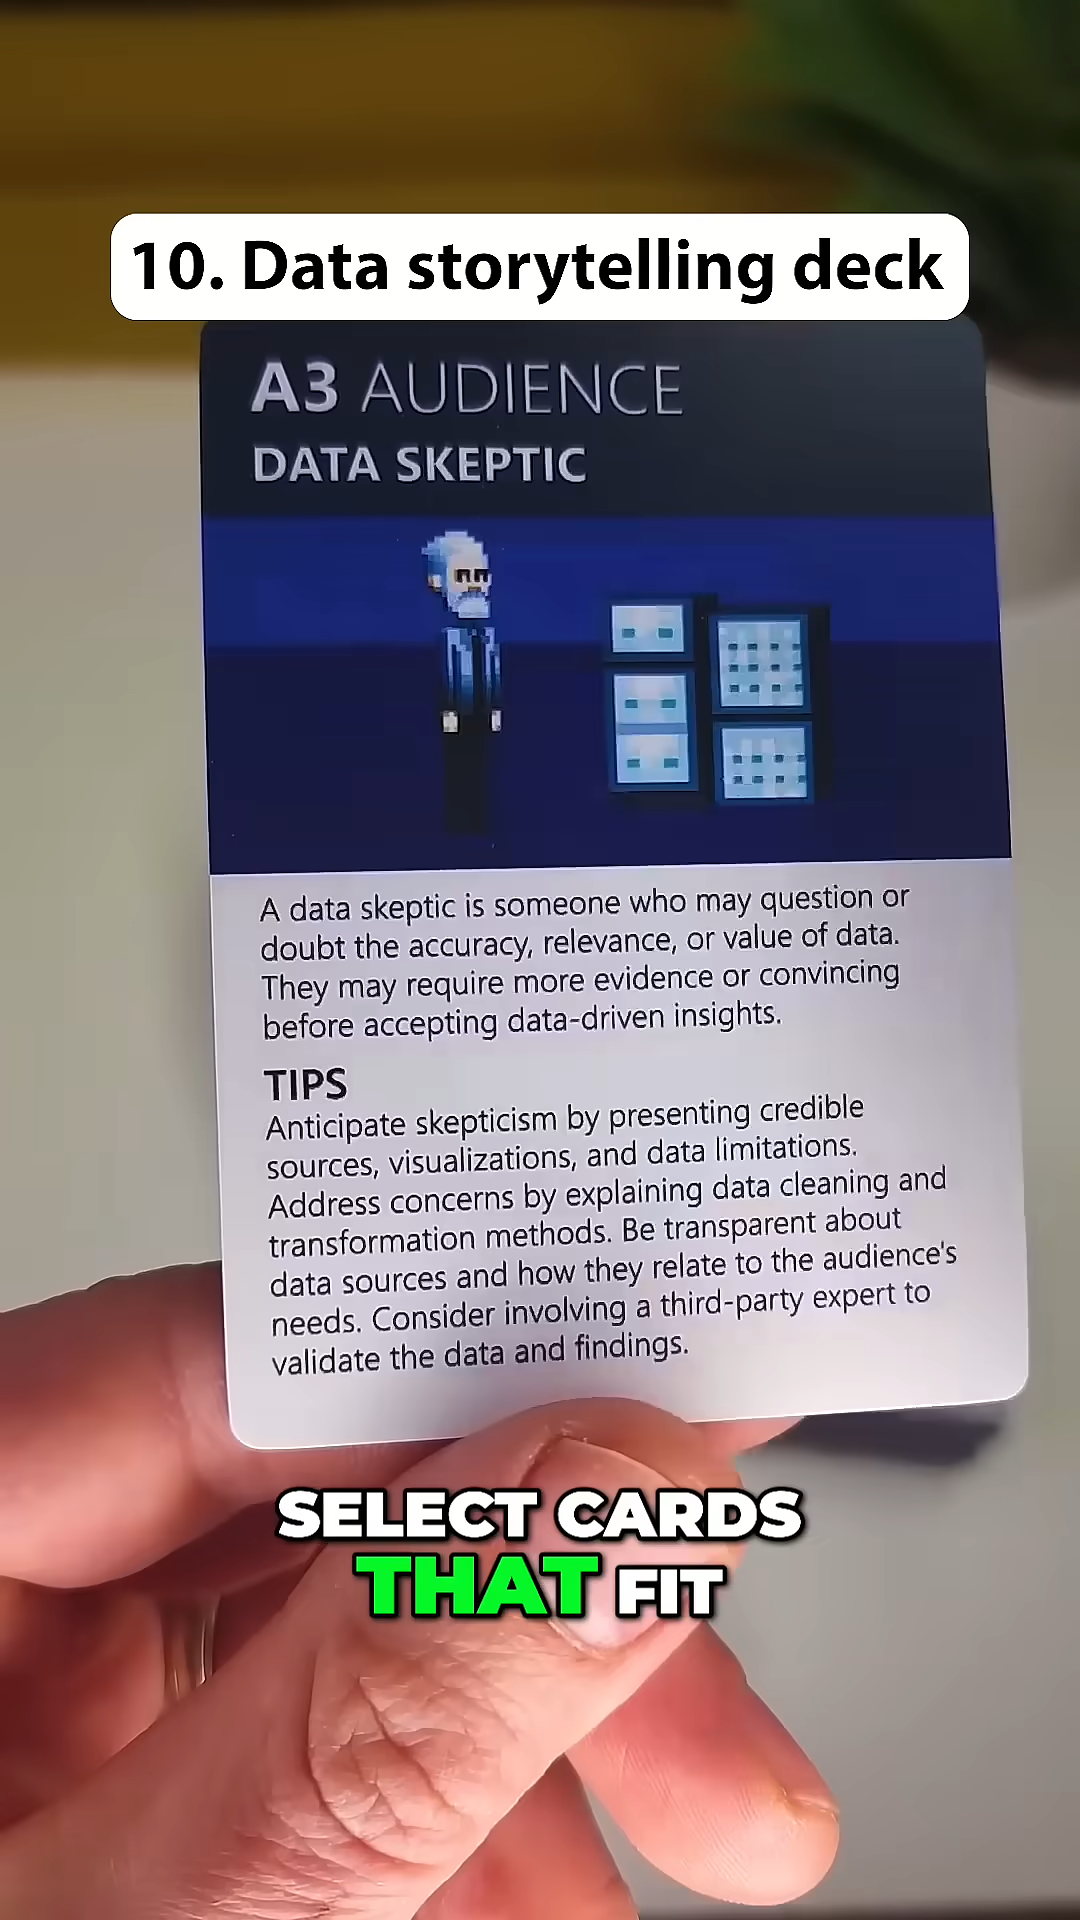 10. Data storytelling deck
A3 AUDIENCE
DATA SKEPTIC
A data skeptic is someone who may question or
doubt the accuracy, relevance, or value of data.
They may require more evidence or convincing
before accepting data-driven insights.
TIPS
Anticipate skepticism by presenting credible
sources, visualizations, and data limitations.
Address concerns by explaining data cleaning and
transformation methods. Be transparent about
data sources and how they relate to the audience's
needs. Consider involving a third-party expert to
validate the data and findings.
SELECT CARDS
THAT FIT